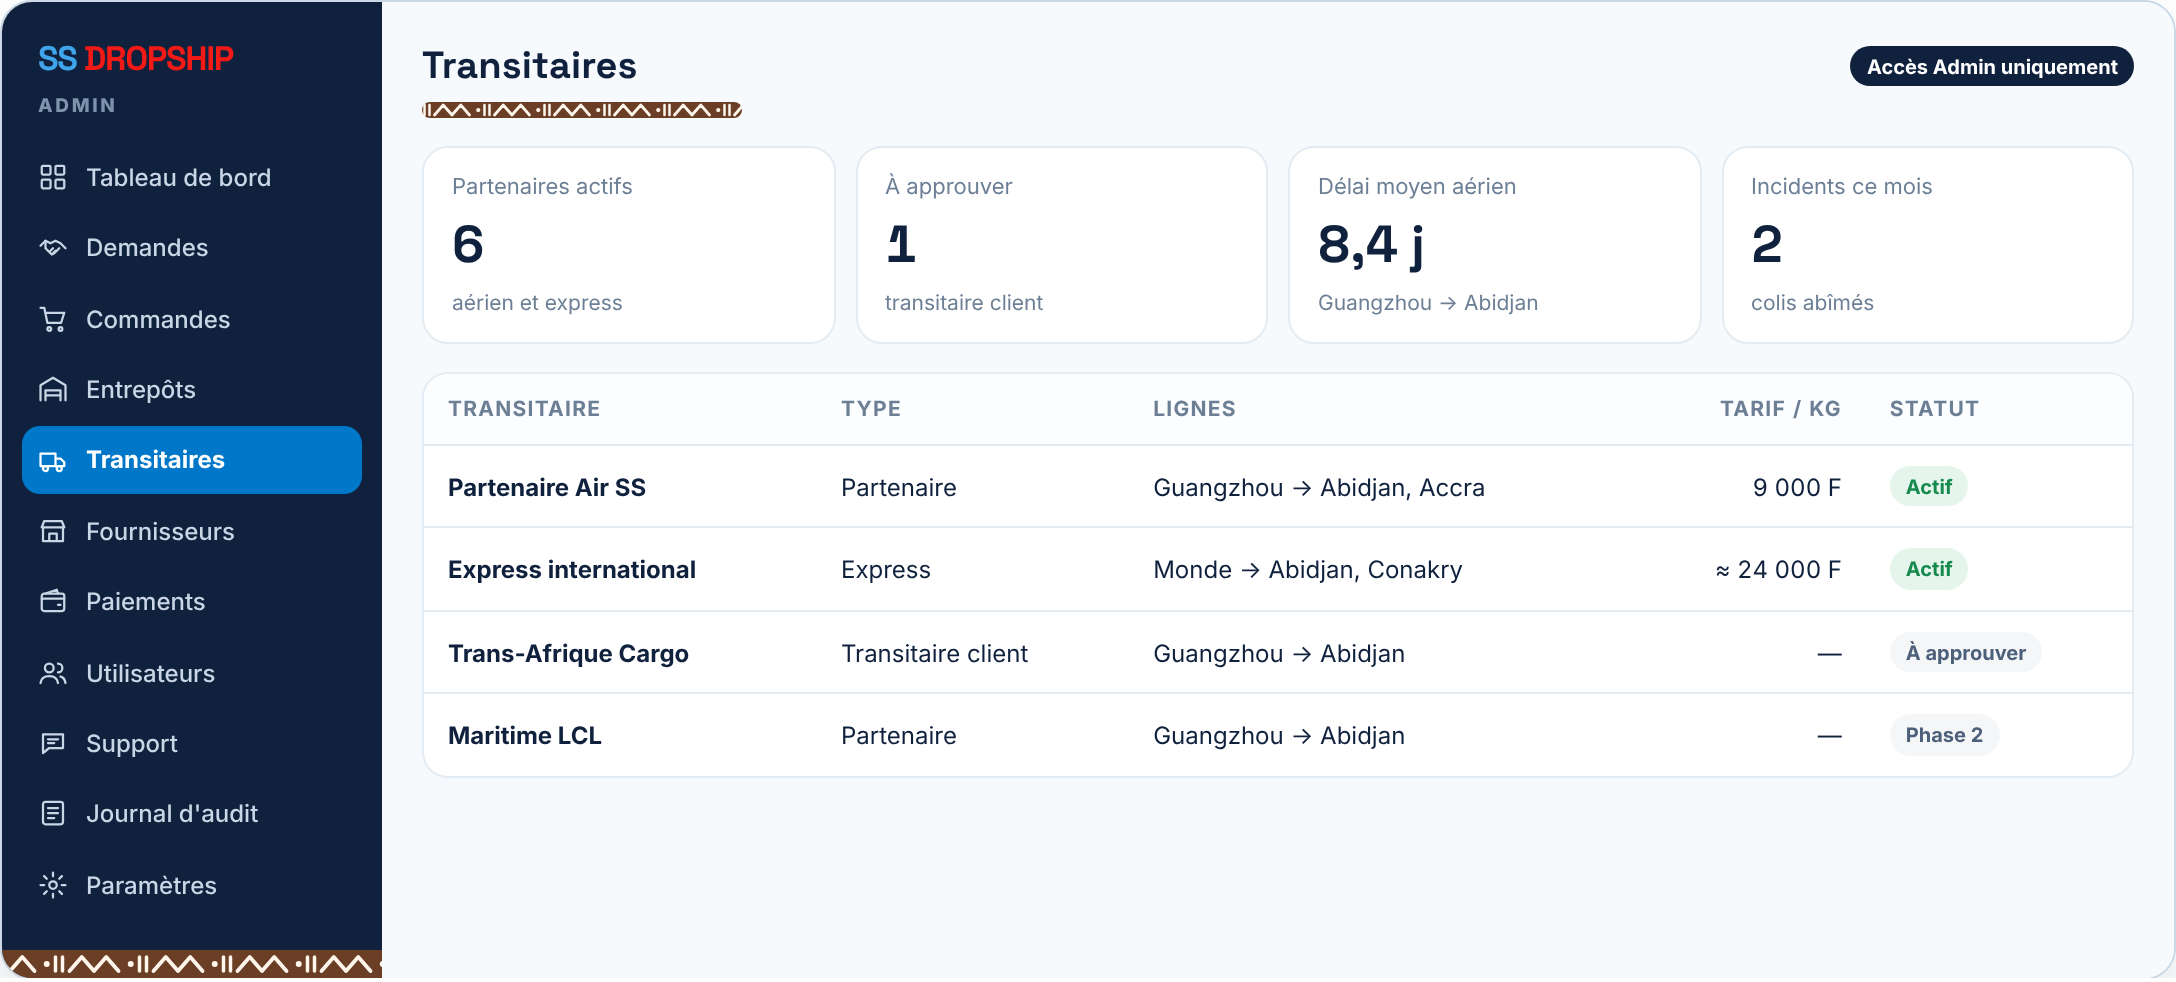 SS DROPSHIP
ADMIN
Tableau de bord
Demandes
Commandes
Entrepôts
Transitaires
Fournisseurs
Paiements
Utilisateurs
Support
Journal d'audit
Paramètres
Transitaires
Accès Admin uniquement
Partenaires actifs
6
aérien et express
À approuver
1
transitaire client
Délai moyen aérien
8,4 j
Guangzhou → Abidjan
Incidents ce mois
2
colis abîmés
TRANSITAIRE TYPE LIGNES TARIF / KG STATUT
Partenaire Air SS Partenaire Guangzhou → Abidjan, Accra 9 000 F Actif
Express international Express Monde → Abidjan, Conakry ≈ 24 000 F Actif
Trans-Afrique Cargo Transitaire client Guangzhou → Abidjan — À approuver
Maritime LCL Partenaire Guangzhou → Abidjan — Phase 2